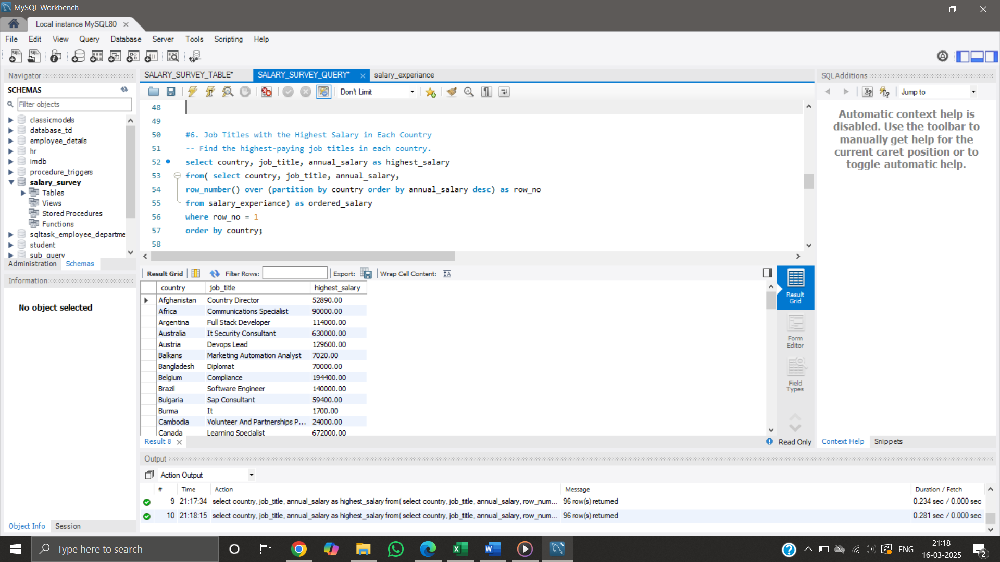 MySQL Workbench
Local instance MySQL80
File Edit View Query Database Server Tools Scripting Help
Navigator
SCHEMAS
Filter objects
classicmodels
database_td
employee_details
hr
imdb
procedure_triggers
salary_survey
Tables
Views
Stored Procedures
Functions
sqltask_employee_departme
student
sub_query
Administration Schemas
Information
No object selected
Object Info Session
SALARY_SURVEY_TABLE* SALARY_SURVEY_QUERY* salary_experiance
Don't Limit
48
49
50 #6. Job Titles with the Highest Salary in Each Country
51 -- Find the highest-paying job titles in each country.
52 select country, job_title, annual_salary as highest_salary
53 from( select country, job_title, annual_salary,
54 row_number() over (partition by country order by annual_salary desc) as row_no
55 from salary_experiance) as ordered_salary
56 where row_no = 1
57 order by country;
58
Result Grid Filter Rows: Export: Wrap Cell Content:
country job_title highest_salary
Afghanistan Country Director 52890.00
Africa Communications Specialist 90000.00
Argentina Full Stack Developer 114000.00
Australia It Security Consultant 630000.00
Austria Devops Lead 129600.00
Balkans Marketing Automation Analyst 7020.00
Bangladesh Diplomat 70000.00
Belgium Compliance 194400.00
Brazil Software Engineer 140000.00
Bulgaria Sap Consultant 59400.00
Burma It 1700.00
Cambodia Volunteer And Partnerships P... 24000.00
Canada Learning Specialist 672000.00
Result Grid
Form Editor
Field Types
Result 8
Read Only
SQLAdditions
Jump to
Automatic context help is
disabled. Use the toolbar to
manually get help for the
current caret position or to
toggle automatic help.
Context Help Snippets
Output
Action Output
# Time Action Message Duration / Fetch
9 21:17:34 select country, job_title, annual_salary as highest_salary from( select country, job_title, annual_salary, row_num... 96 row(s) returned 0.234 sec / 0.000 sec
10 21:18:15 select country, job_title, annual_salary as highest_salary from( select country, job_title, annual_salary, row_num... 96 row(s) returned 0.281 sec / 0.000 sec
Type here to search
ENG
21:18
16-03-2025
2